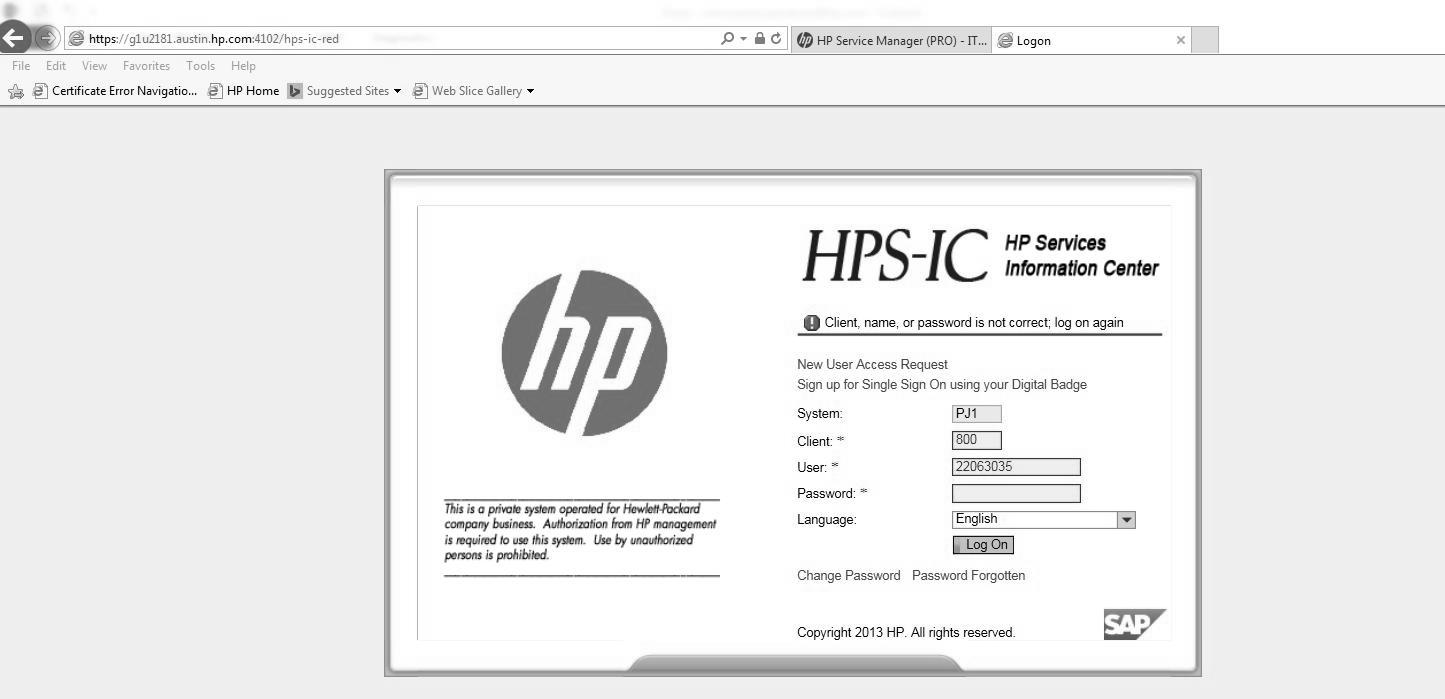 https://g1u2181.austin.hp.com:4102/hps-ic-red
HP Service Manager (PRO) - IT...
Logon
File Edit View Favorites Tools Help
Certificate Error Navigatio... HP Home Suggested Sites Web Slice Gallery
HPS-IC
HP Services
Information Center
hp
Client, name, or password is not correct; log on again
New User Access Request
Sign up for Single Sign On using your Digital Badge
System: PJ1
Client: * 800
User: * 22063035
Password: *
Language: English
Log On
This is a private system operated for Hewlett-Packard
company business. Authorization from HP management
is required to use this system. Use by unauthorized
persons is prohibited.
Change Password Password Forgotten
Copyright 2013 HP. All rights reserved.
SAP